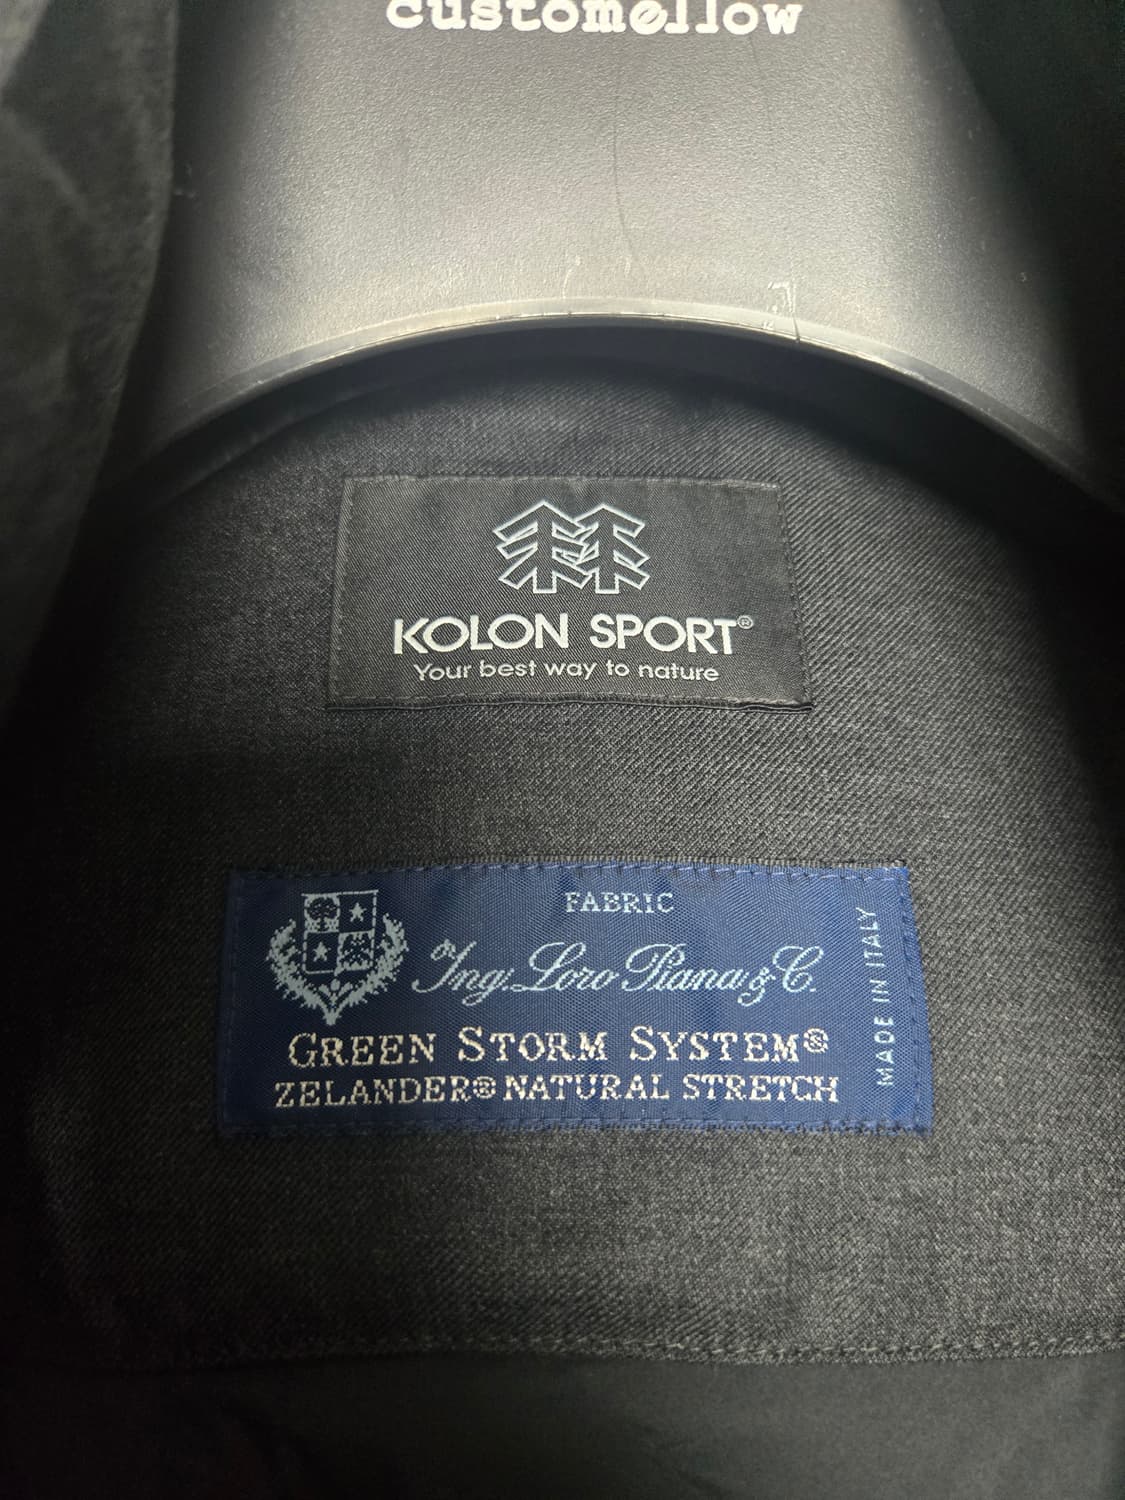 customellow
KOLON SPORT®
Your best way to nature
FABRIC
Ing. Loro Piana & C.
GREEN STORM SYSTEM®
ZELANDER® NATURAL STRETCH
MADE IN ITALY